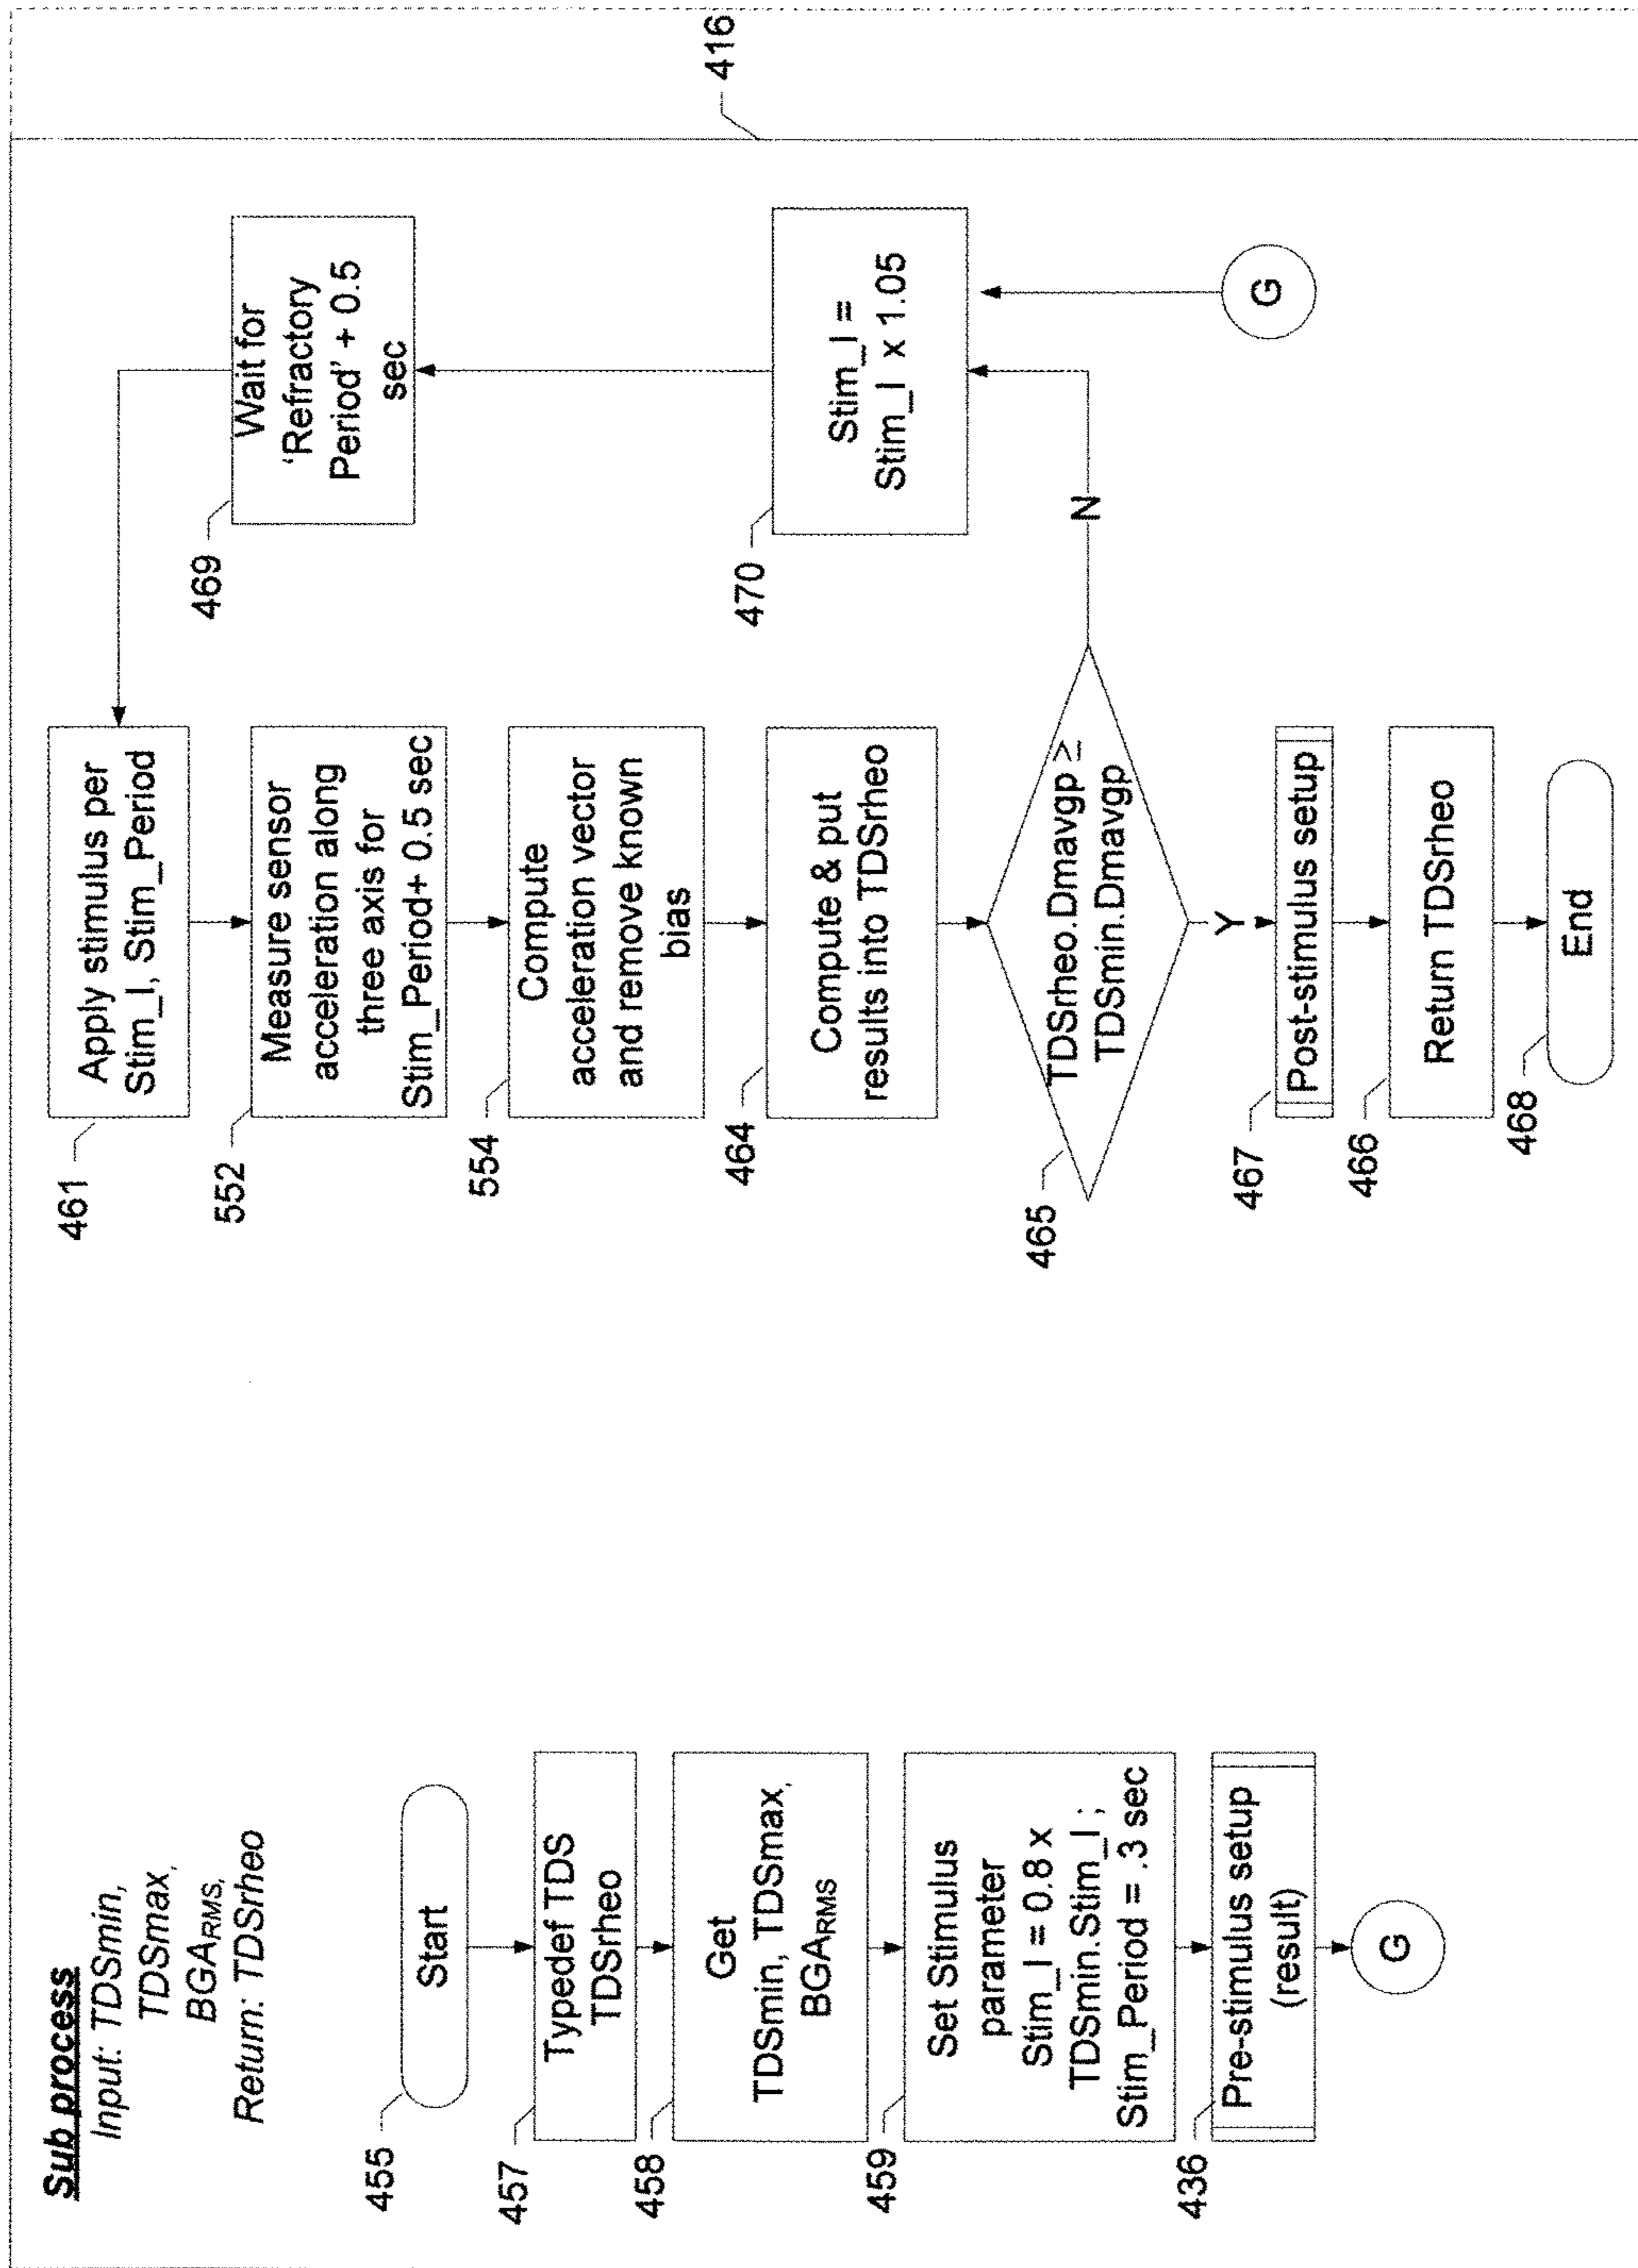 Sub process
Input: TDSmin,
TDSmax,
BGARMS,
Return: TDSrheo
455
Start
457
Typedef TDS
TDSrheo
458
Get
TDSmin, TDSmax,
BGARMS
459
Set Stimulus
parameter
Stim_I = 0.8 x
TDSmin.Stim_I ;
Stim_Period = .3 sec
436
Pre-stimulus setup
(result)
G
461
Apply stimulus per
Stim_I, Stim_Period
552
Measure sensor
acceleration along
three axis for
Stim_Period+ 0.5 sec
554
Compute
acceleration vector
and remove known
bias
464
Compute & put
results into TDSrheo
465
TDSrheo.Dmavgp ≥
TDSmin.Dmavgp
N
Y
467
Post-stimulus setup
466
Return TDSrheo
468
End
469
Wait for
'Refractory
Period' + 0.5
sec
470
Stim_I =
Stim_I x 1.05
G
416